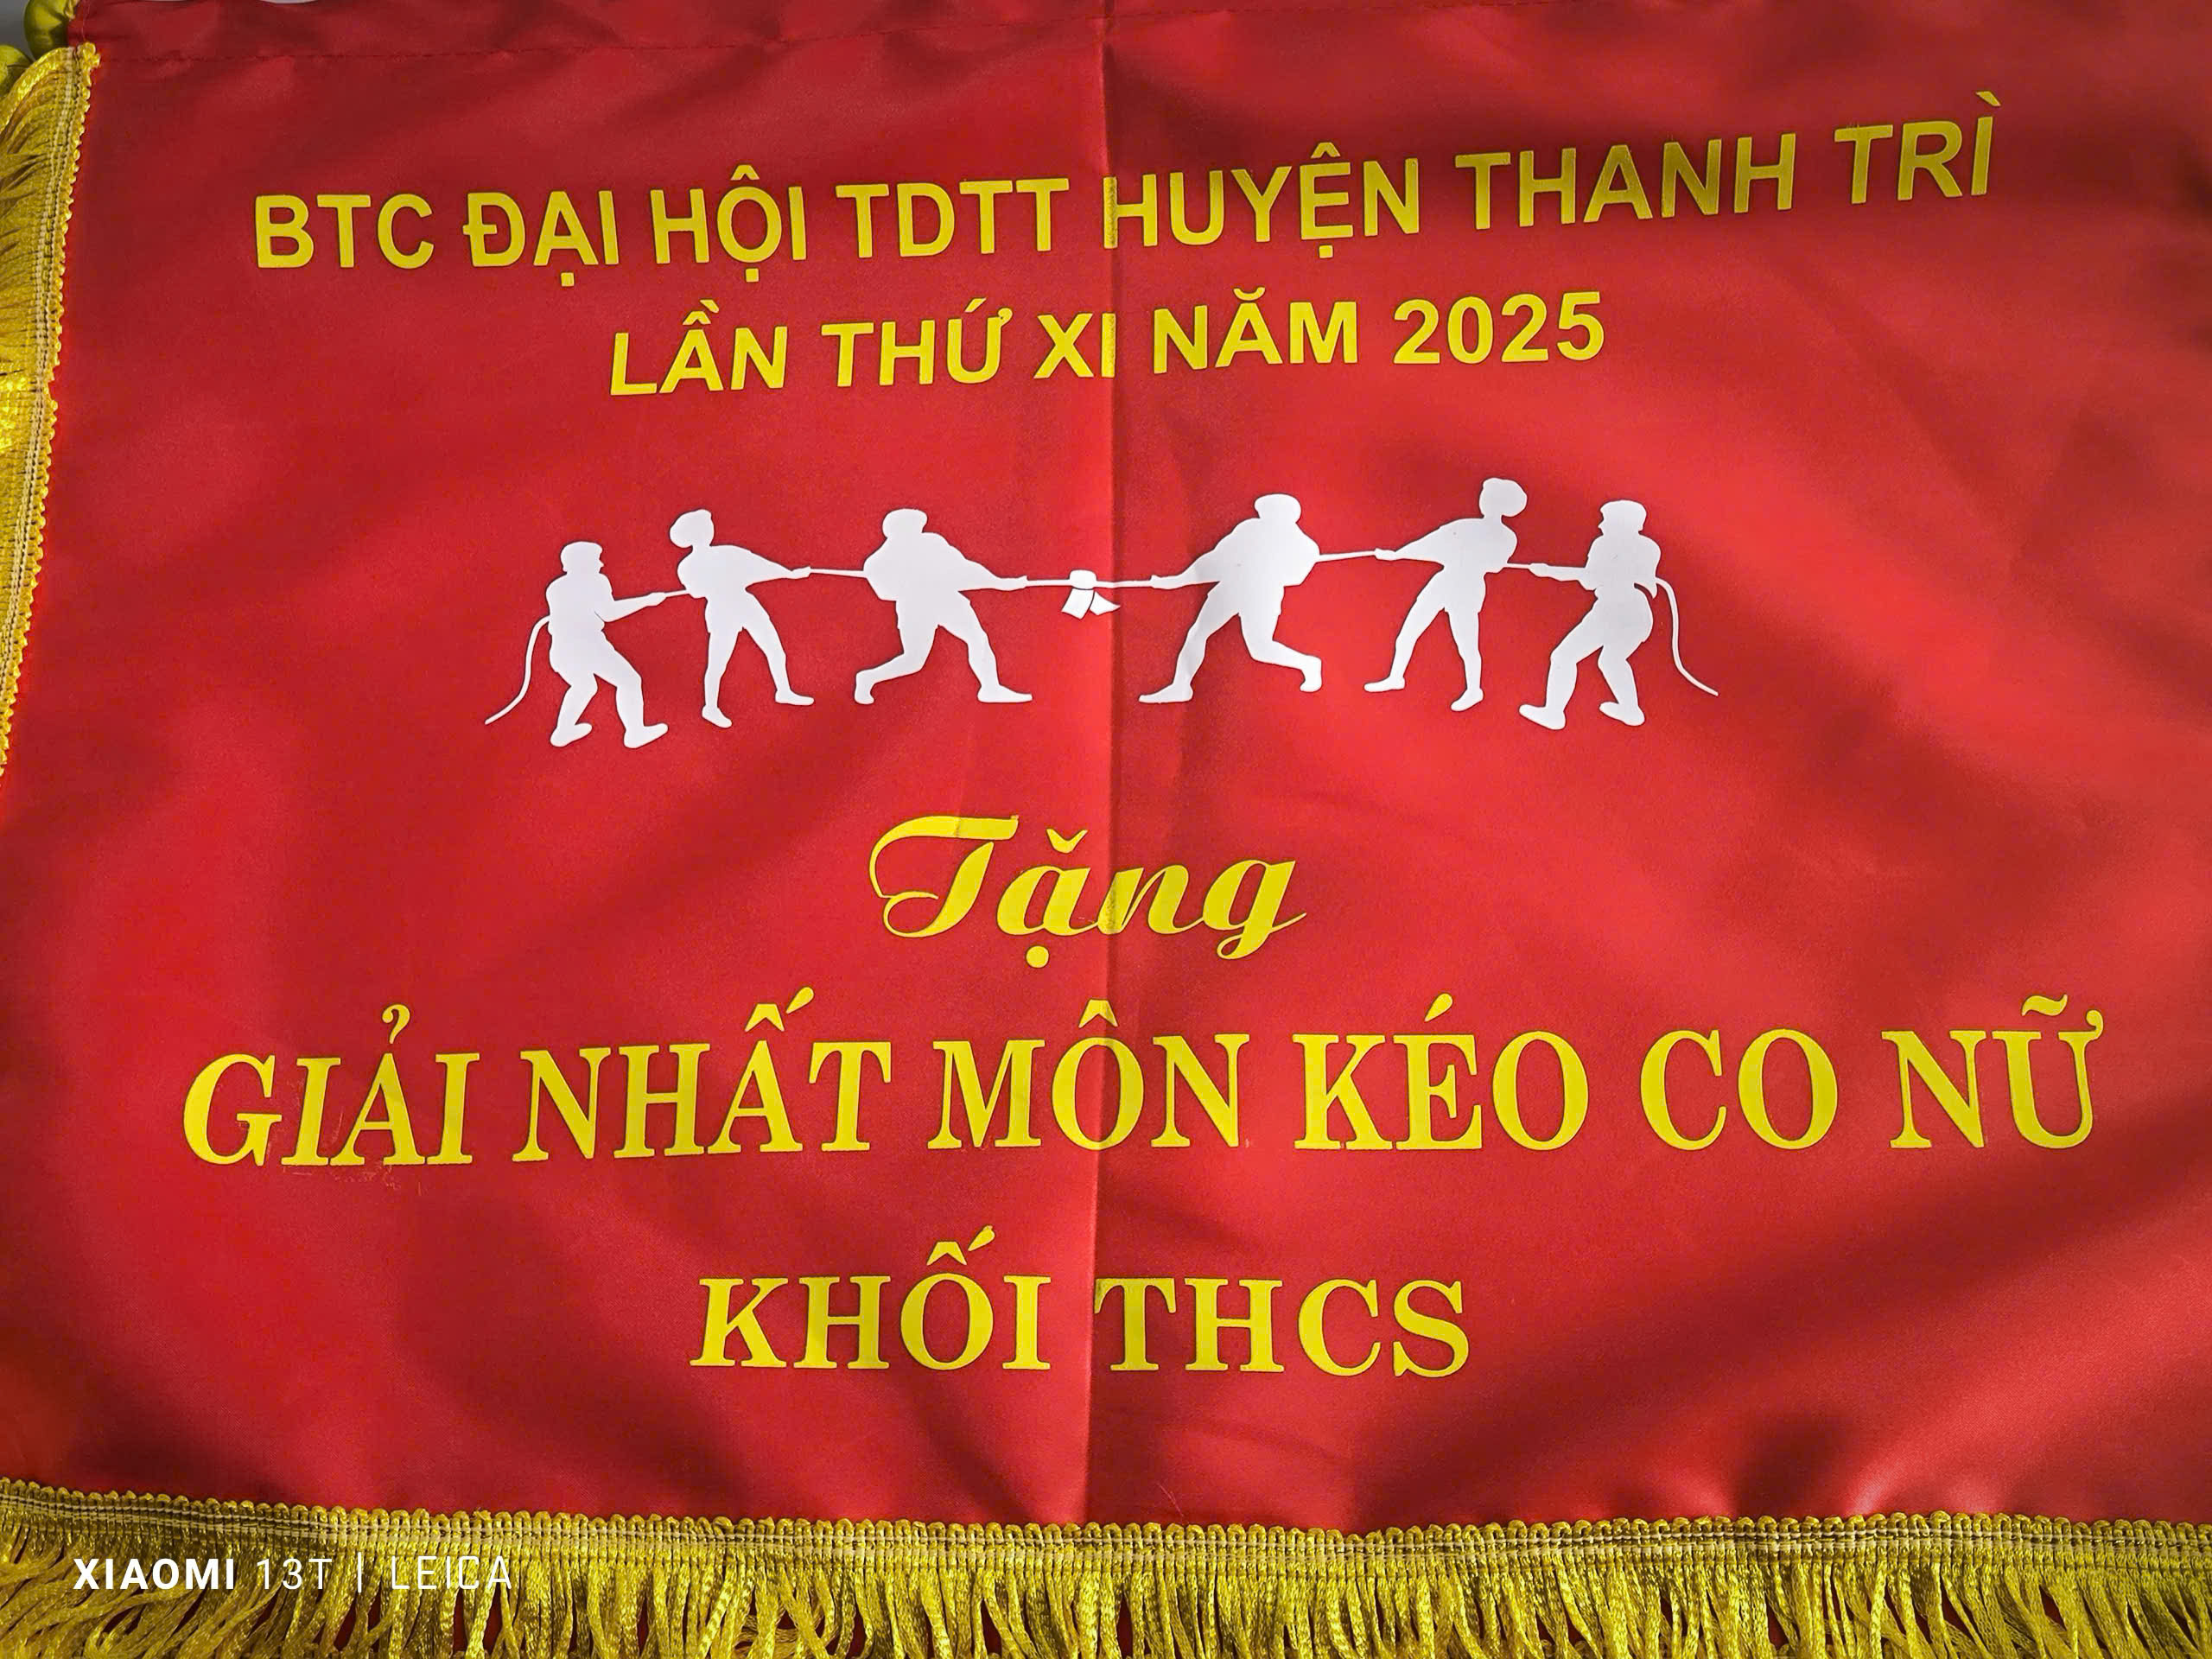 BTC ĐẠI HỘI TDTT HUYỆN THANH TRÌ
LẦN THỨ XI NĂM 2025
Tặng
GIẢI NHẤT MÔN KÉO CO NỮ
KHỐI THCS
XIAOMI 13T | LEICA